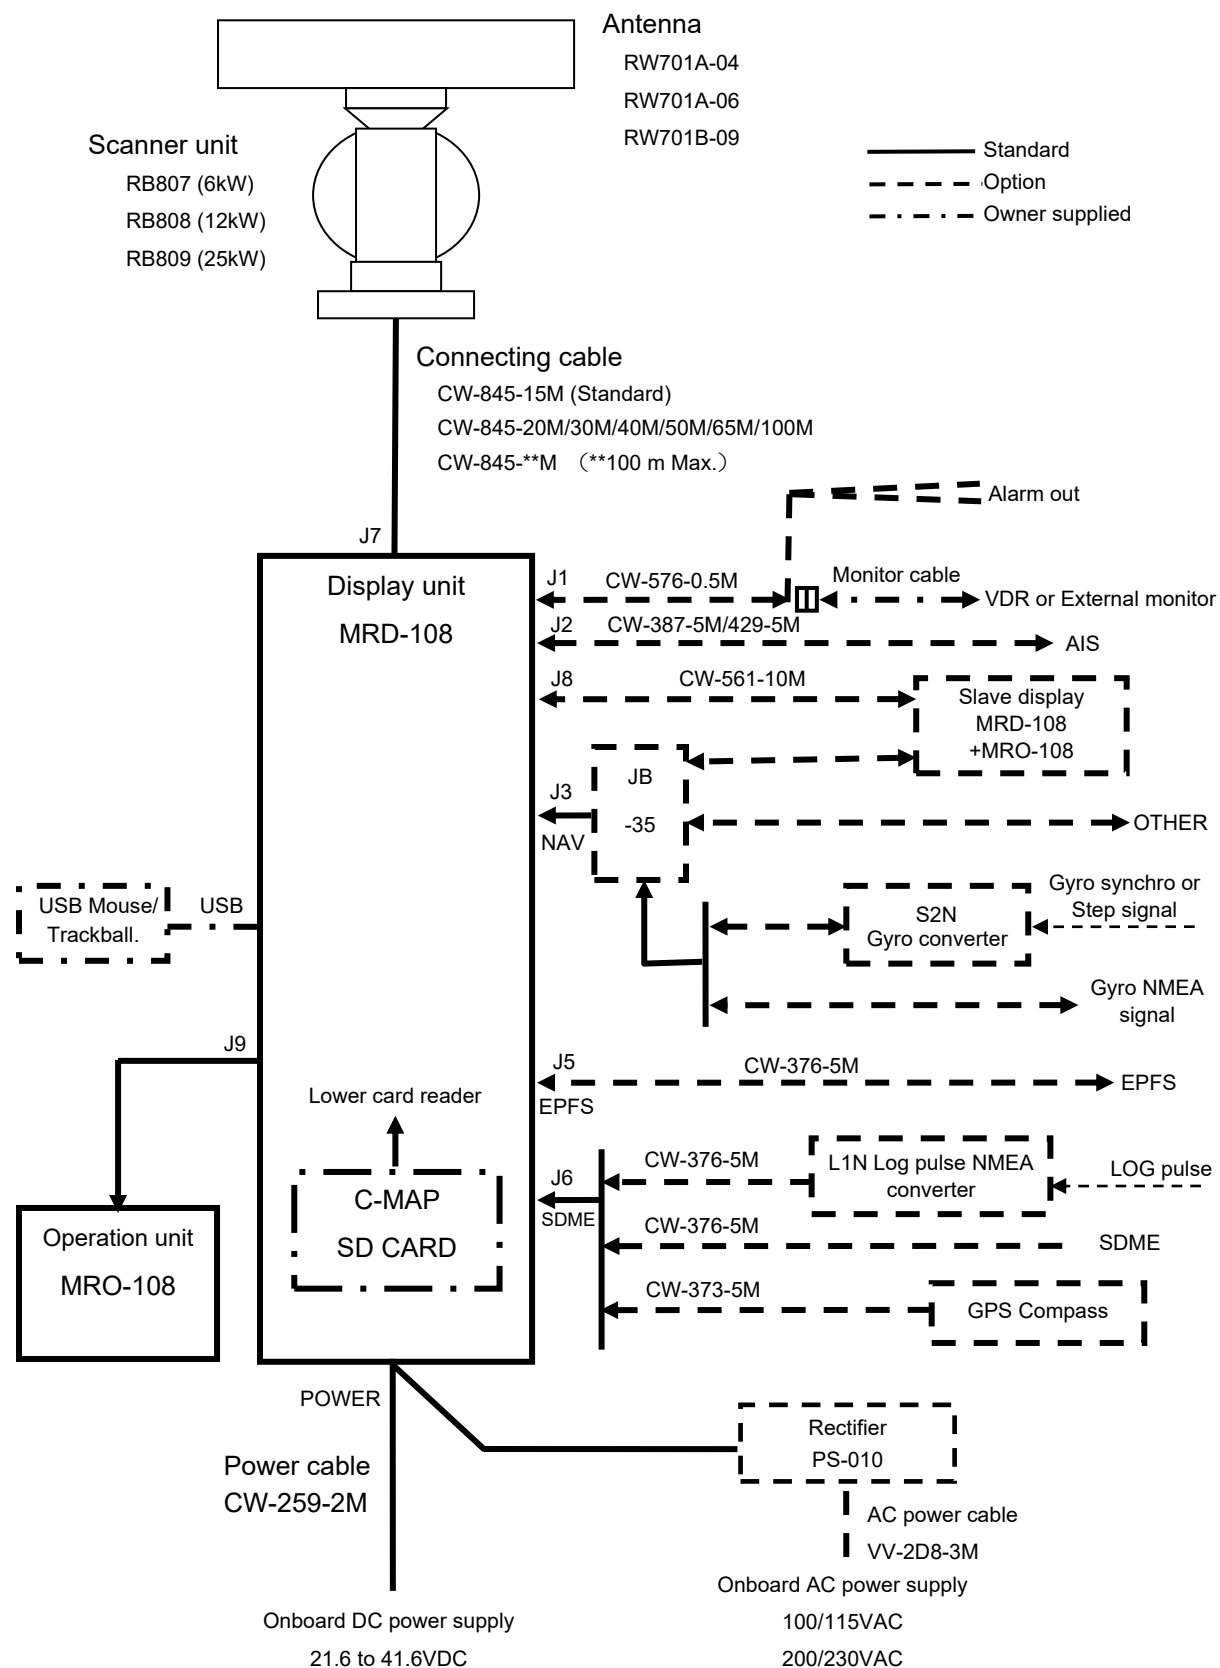 Antenna
RW701A-04
RW701A-06
RW701B-09
Scanner unit
RB807 (6kW)
RB808 (12kW)
RB809 (25kW)
Standard
Option
Owner supplied
Connecting cable
CW-845-15M (Standard)
CW-845-20M/30M/40M/50M/65M/100M
CW-845-**M （**100 m Max.）
J7
Display unit
MRD-108
Alarm out
J1
CW-576-0.5M
Monitor cable
VDR or External monitor
J2
CW-387-5M/429-5M
AIS
J8
CW-561-10M
Slave display
MRD-108
+MRO-108
JB
-35
J3
NAV
OTHER
USB Mouse/
Trackball.
USB
S2N
Gyro converter
Gyro synchro or
Step signal
Gyro NMEA
signal
J9
J5
EPFS
CW-376-5M
EPFS
Lower card reader
C-MAP
SD CARD
J6
SDME
CW-376-5M
L1N Log pulse NMEA
converter
LOG pulse
CW-376-5M
SDME
CW-373-5M
GPS Compass
Operation unit
MRO-108
POWER
Power cable
CW-259-2M
Rectifier
PS-010
AC power cable
VV-2D8-3M
Onboard DC power supply
21.6 to 41.6VDC
Onboard AC power supply
100/115VAC
200/230VAC